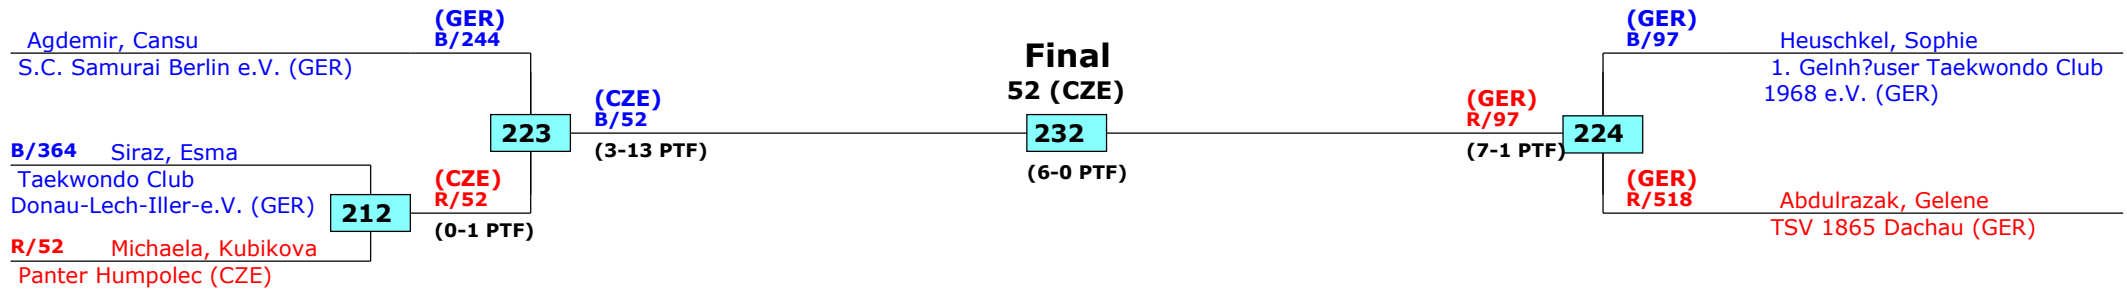 (GER)
B/244
Agdemir, Cansu
S.C. Samurai Berlin e.V. (GER)
B/364 Siraz, Esma
Taekwondo Club
Donau-Lech-Iller-e.V. (GER)
212
R/52 Michaela, Kubikova
Panter Humpolec (CZE)
(CZE)
R/52
(0-1 PTF)
223
(CZE)
B/52
(3-13 PTF)
Final
52 (CZE)
232
(6-0 PTF)
(GER)
R/97
(7-1 PTF)
224
(GER)
B/97
Heuschkel, Sophie
1. Gelnh?user Taekwondo Club
1968 e.V. (GER)
(GER)
R/518
Abdulrazak, Gelene
TSV 1865 Dachau (GER)